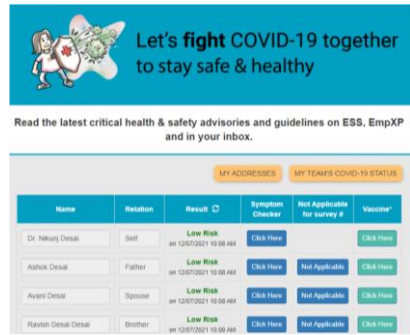 Let's fight COVID-19 together
to stay safe & healthy
Read the latest critical health & safety advisories and guidelines on ESS, EmpXP
and in your inbox.
MY ADDRESSES MY TEAM'S COVID-19 STATUS
Name Relation Result Symptom Checker Not Applicable for survey # Vaccine*
Dr. Nikunj Desai Self Low Risk Click Here Click Here
on 12/07/2021 10:08 AM
Ashok Desai Father Low Risk Click Here Not Applicable Click Here
on 12/07/2021 10:08 AM
Avani Desai Spouse Low Risk Click Here Not Applicable Click Here
on 12/07/2021 10:08 AM
Ravish Desai Desai Brother Low Risk Click Here Not Applicable Click Here
on 12/07/2021 10:08 AM